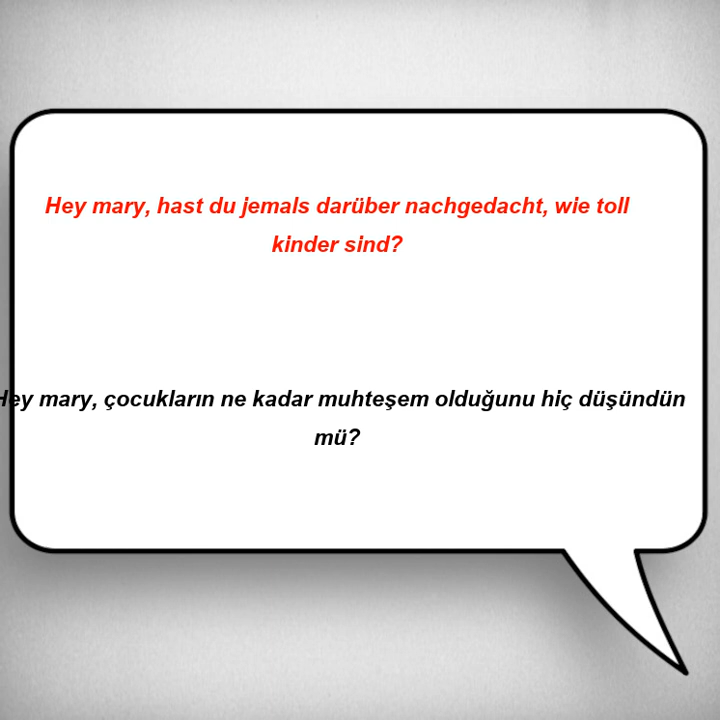 Hey mary, hast du jemals darüber nachgedacht, wie toll
kinder sind?
Hey mary, çocukların ne kadar muhteşem olduğunu hiç düşündün
mü?